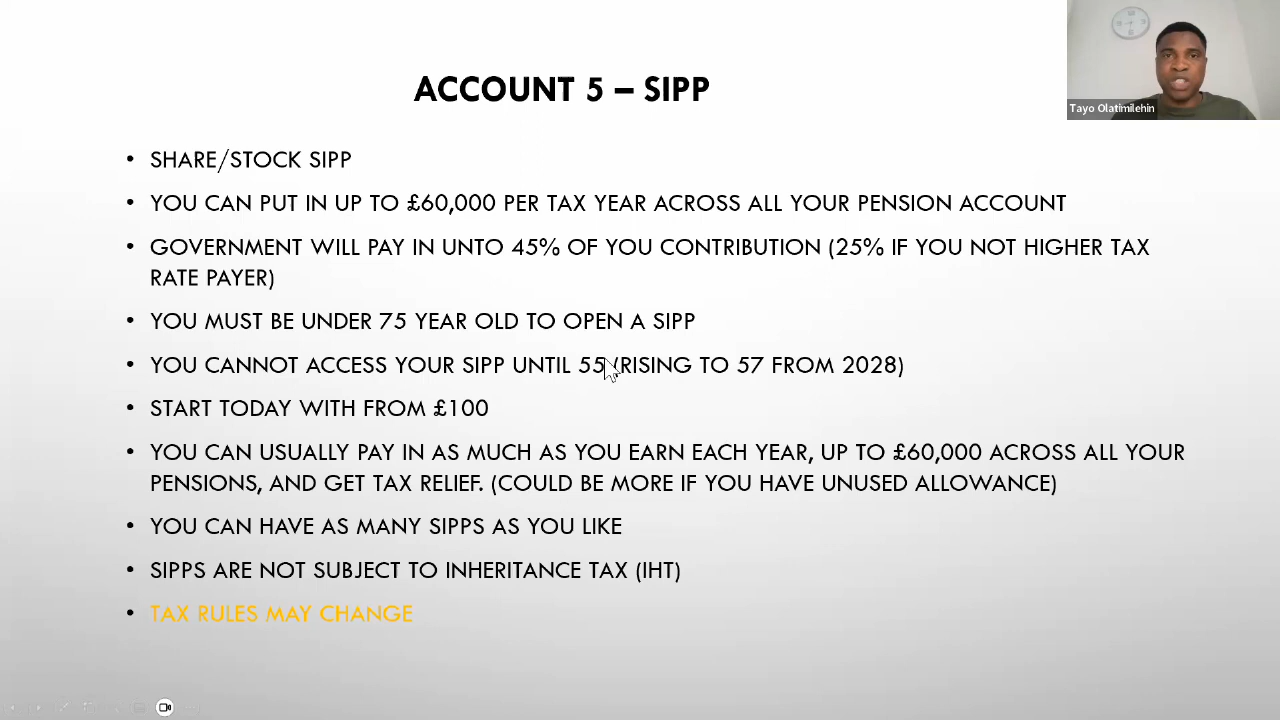 ACCOUNT 5 – SIPP
Tayo Olatimilehin
• SHARE/STOCK SIPP
• YOU CAN PUT IN UP TO £60,000 PER TAX YEAR ACROSS ALL YOUR PENSION ACCOUNT
• GOVERNMENT WILL PAY IN UNTO 45% OF YOU CONTRIBUTION (25% IF YOU NOT HIGHER TAX
RATE PAYER)
• YOU MUST BE UNDER 75 YEAR OLD TO OPEN A SIPP
• YOU CANNOT ACCESS YOUR SIPP UNTIL 55 (RISING TO 57 FROM 2028)
• START TODAY WITH FROM £100
• YOU CAN USUALLY PAY IN AS MUCH AS YOU EARN EACH YEAR, UP TO £60,000 ACROSS ALL YOUR
PENSIONS, AND GET TAX RELIEF. (COULD BE MORE IF YOU HAVE UNUSED ALLOWANCE)
• YOU CAN HAVE AS MANY SIPPS AS YOU LIKE
• SIPPS ARE NOT SUBJECT TO INHERITANCE TAX (IHT)
• TAX RULES MAY CHANGE